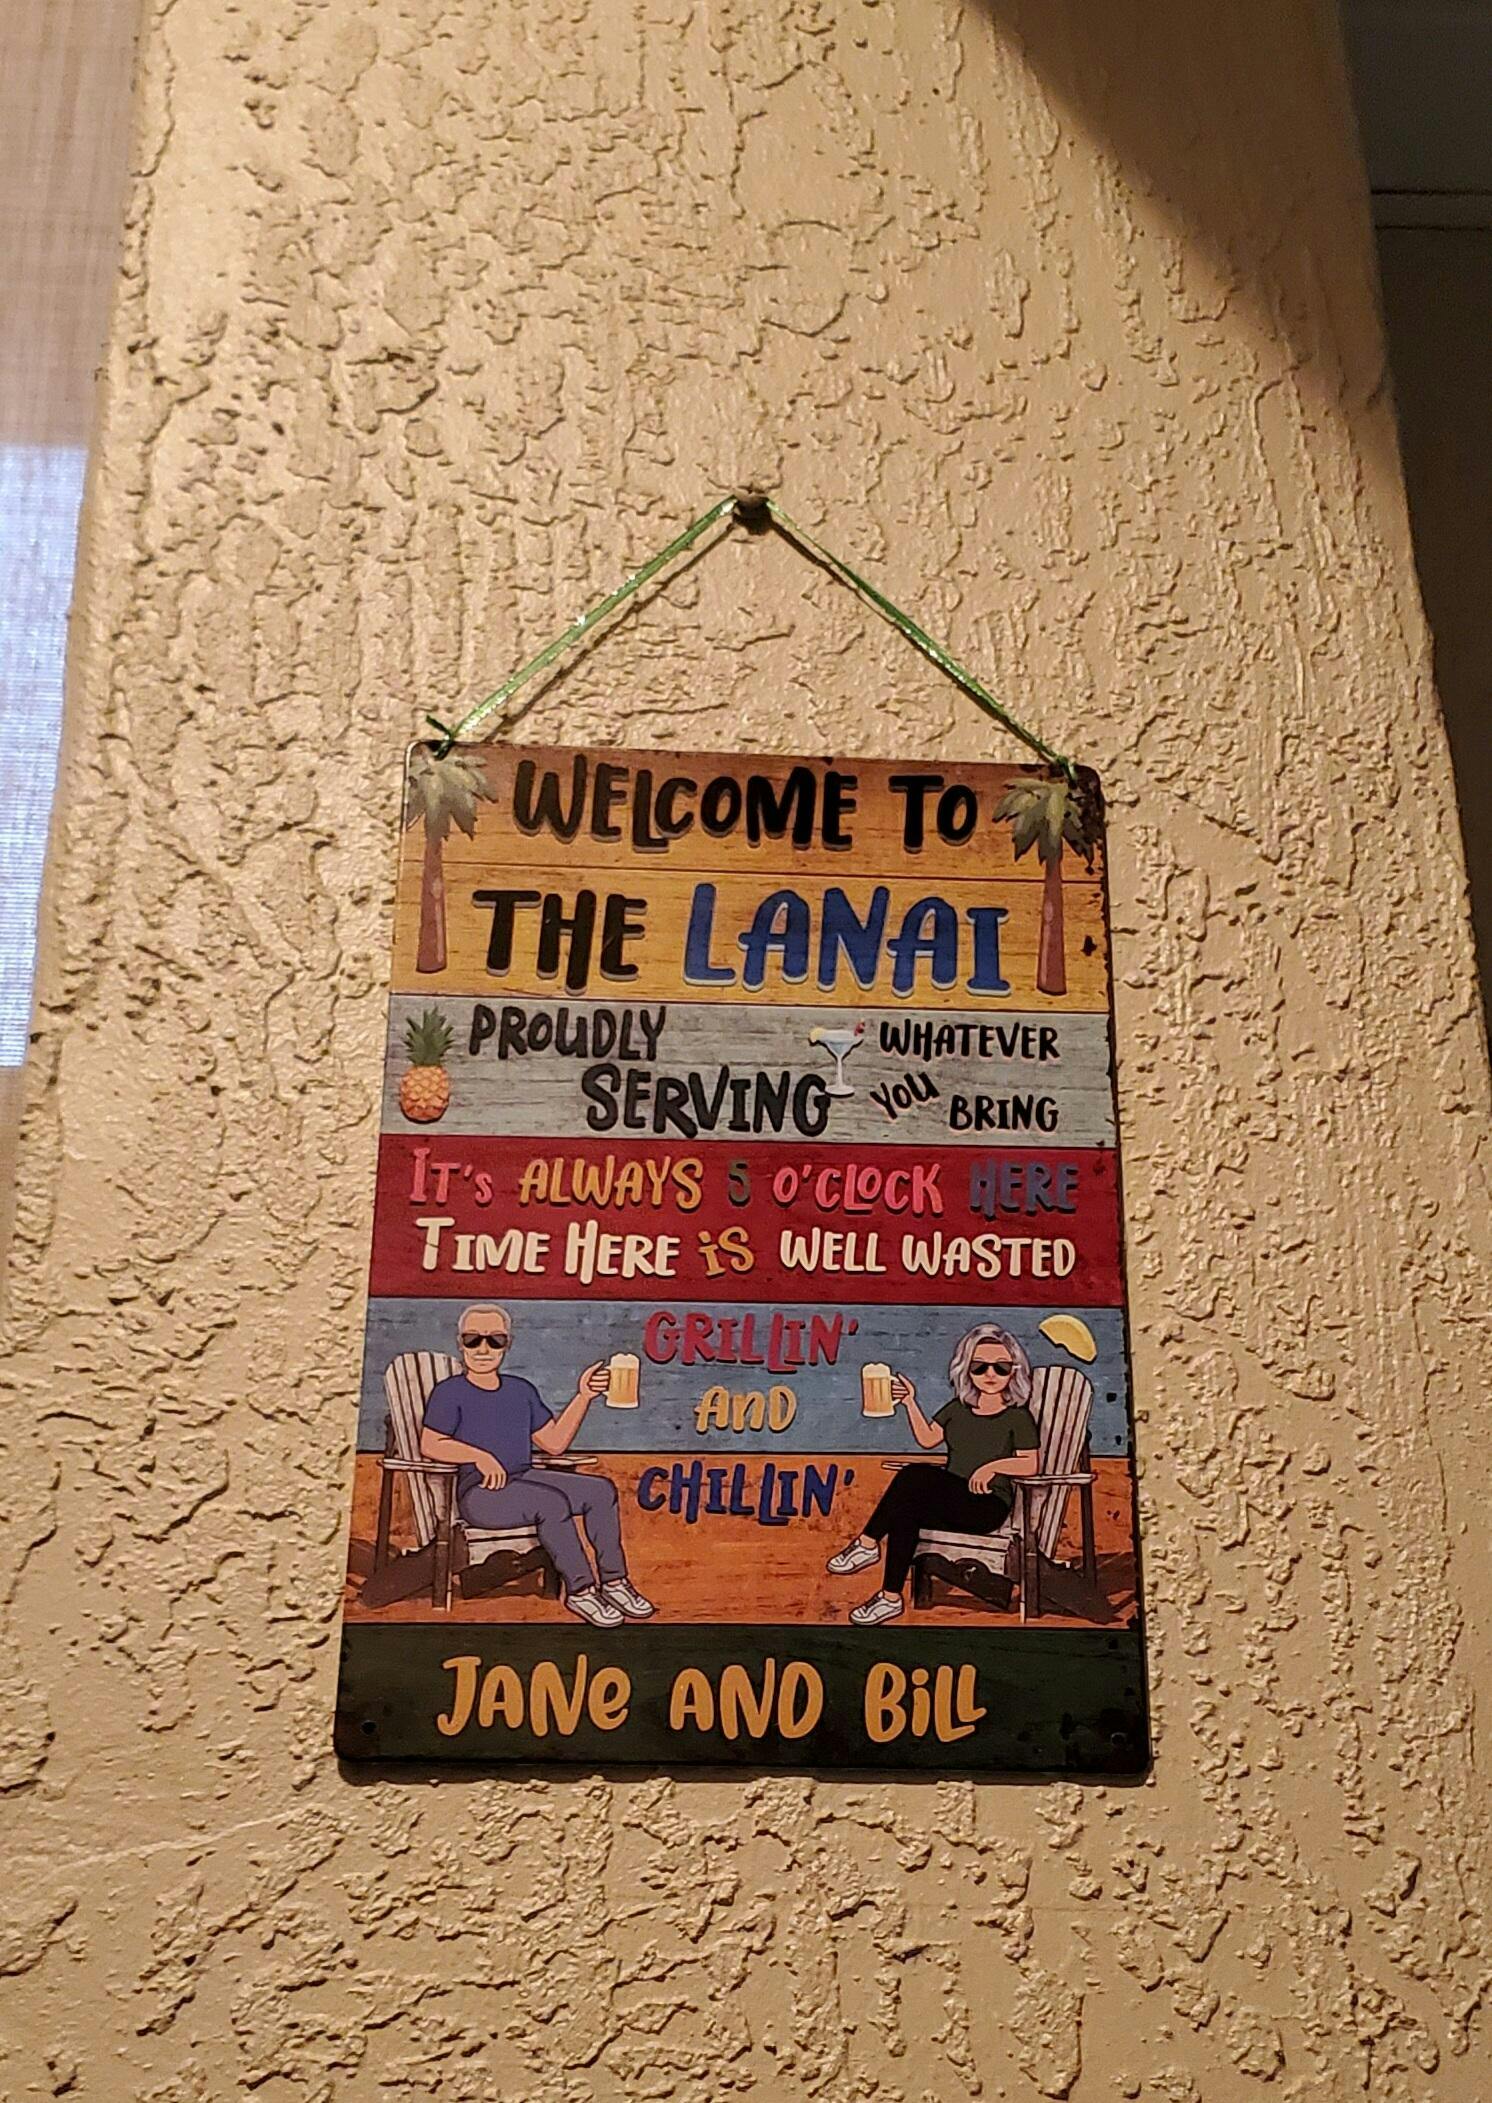 WELCOME TO
THE LANAI
PROUDLY
SERVING
WHATEVER
YOU BRING
IT'S ALWAYS 5 O'CLOCK HERE
TIME HERE IS WELL WASTED
GRILLIN'
AND
CHILLIN'
JANE AND BILL